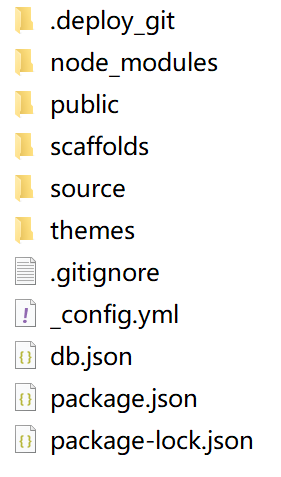 .deploy_git
node_modules
public
scaffolds
source
themes
.gitignore
_config.yml
db.json
package.json
package-lock.json